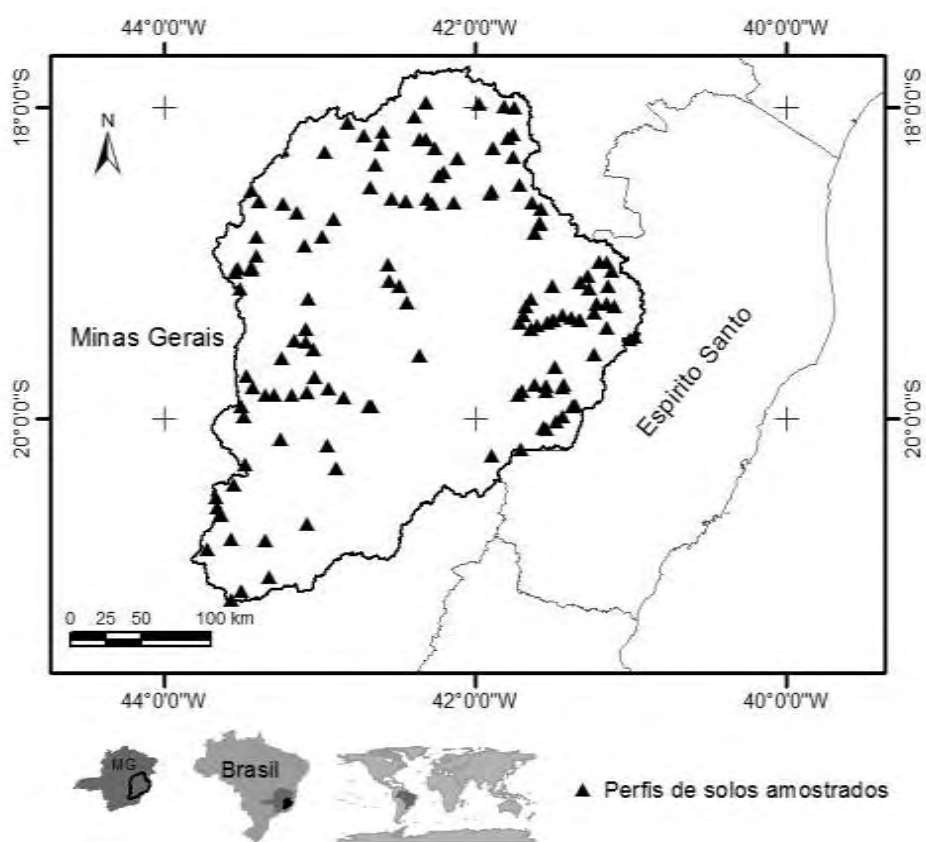 44°0'0"W 42°0'0"W 40°0'0"W
18°0'0"S 18°0'0"S
N
Minas Gerais
Espirito Santo
20°0'0"S 20°0'0"S
0 25 50 100 km
44°0'0"W 42°0'0"W 40°0'0"W
MG
Brasil
Perfis de solos amostrados